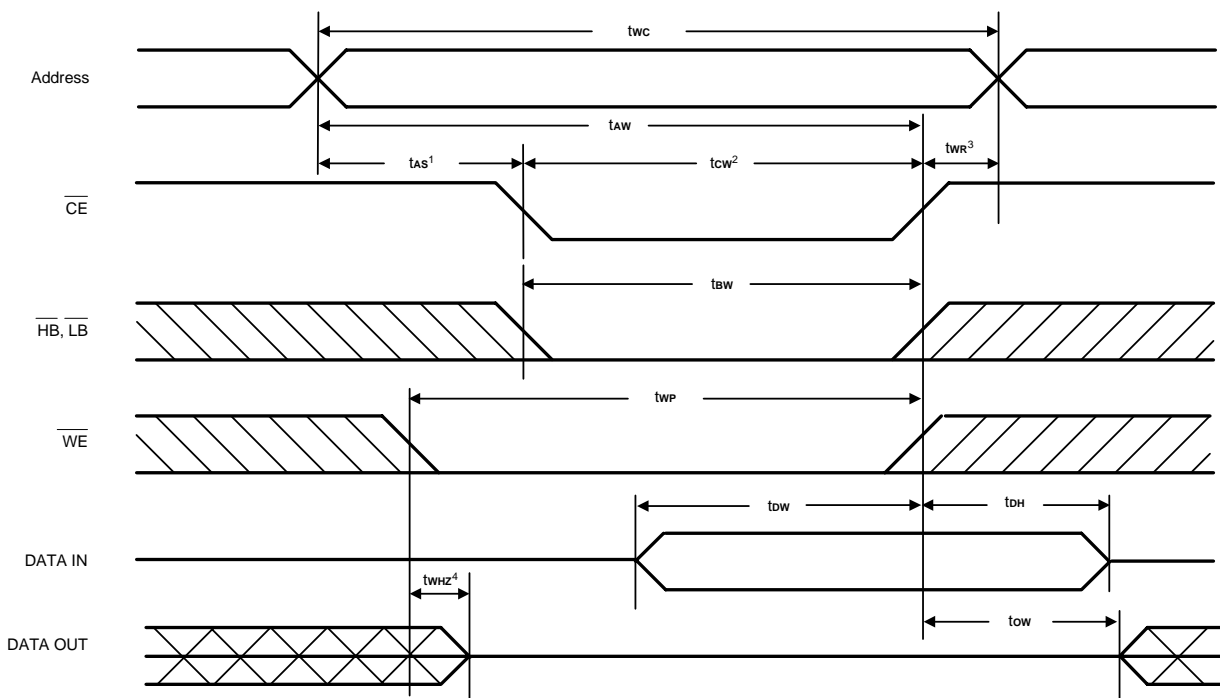 tWC
Address
tAW
tAS1 tCW2 tWR3
CE
tBW
HB, LB
tWP
WE
tDW tDH
DATA IN
tWHZ4
tOW
DATA OUT